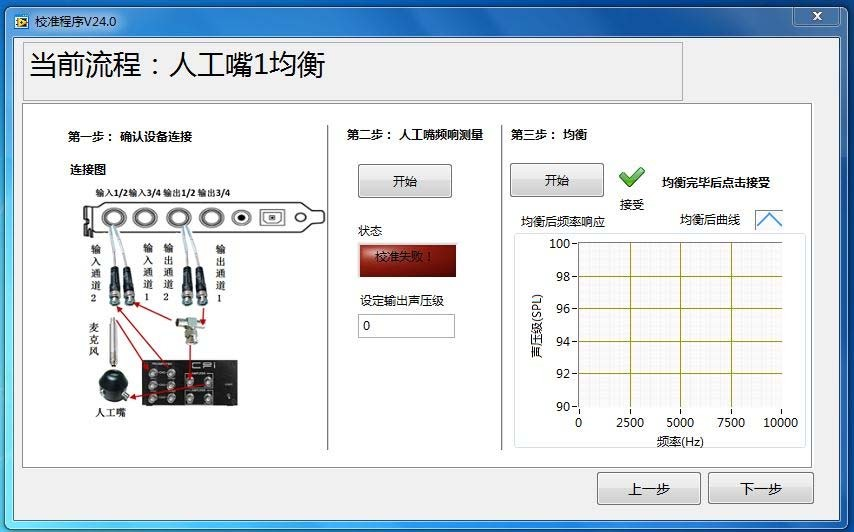 校准程序V24.0
当前流程：人工嘴1均衡
第一步： 确认设备连接
连接图
输入1/2 输入3/4 输出1/2 输出3/4
输入通道2
输入通道1
输出通道2
输出通道1
麦克风
CPi
人工嘴
第二步： 人工嘴频响测量
开始
状态
校准失败！
设定输出声压级
0
第三步： 均衡
开始
接受
均衡完毕后点击接受
均衡后频率响应
均衡后曲线
声压级(SPL)
100
98
96
94
92
90
0 2500 5000 7500 10000
频率(Hz)
上一步
下一步